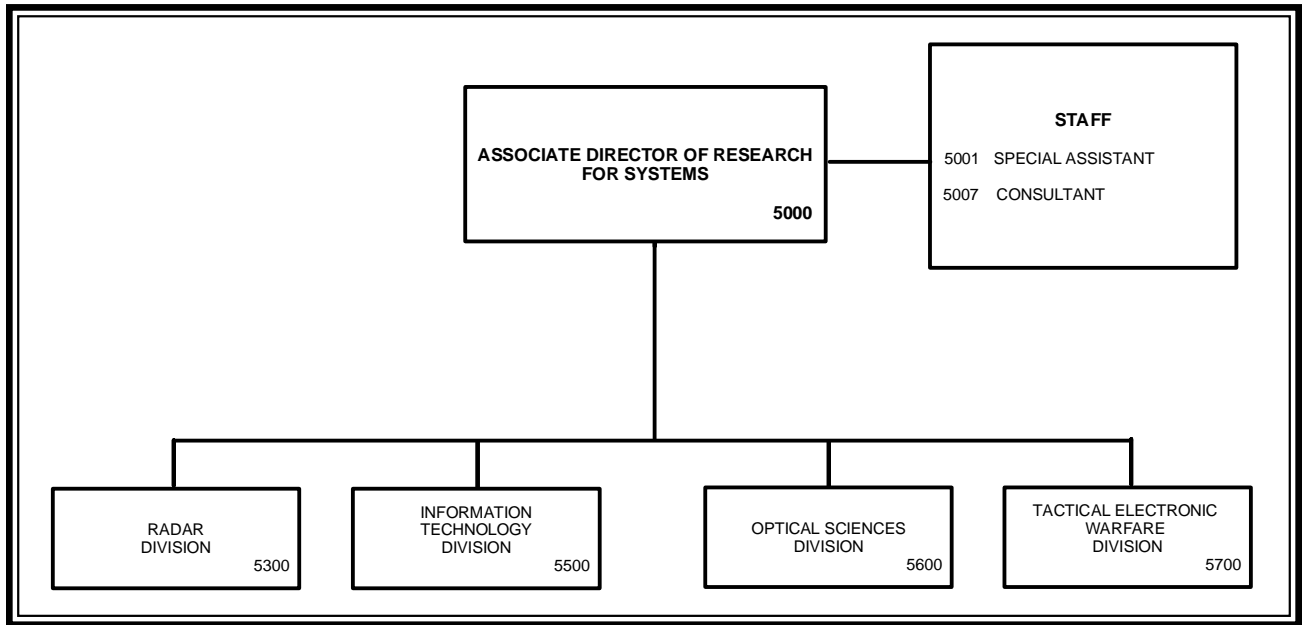 ASSOCIATE DIRECTOR OF RESEARCH
FOR SYSTEMS
5000
STAFF
5001 SPECIAL ASSISTANT
5007 CONSULTANT
RADAR
DIVISION
5300
INFORMATION
TECHNOLOGY
DIVISION
5500
OPTICAL SCIENCES
DIVISION
5600
TACTICAL ELECTRONIC
WARFARE
DIVISION
5700